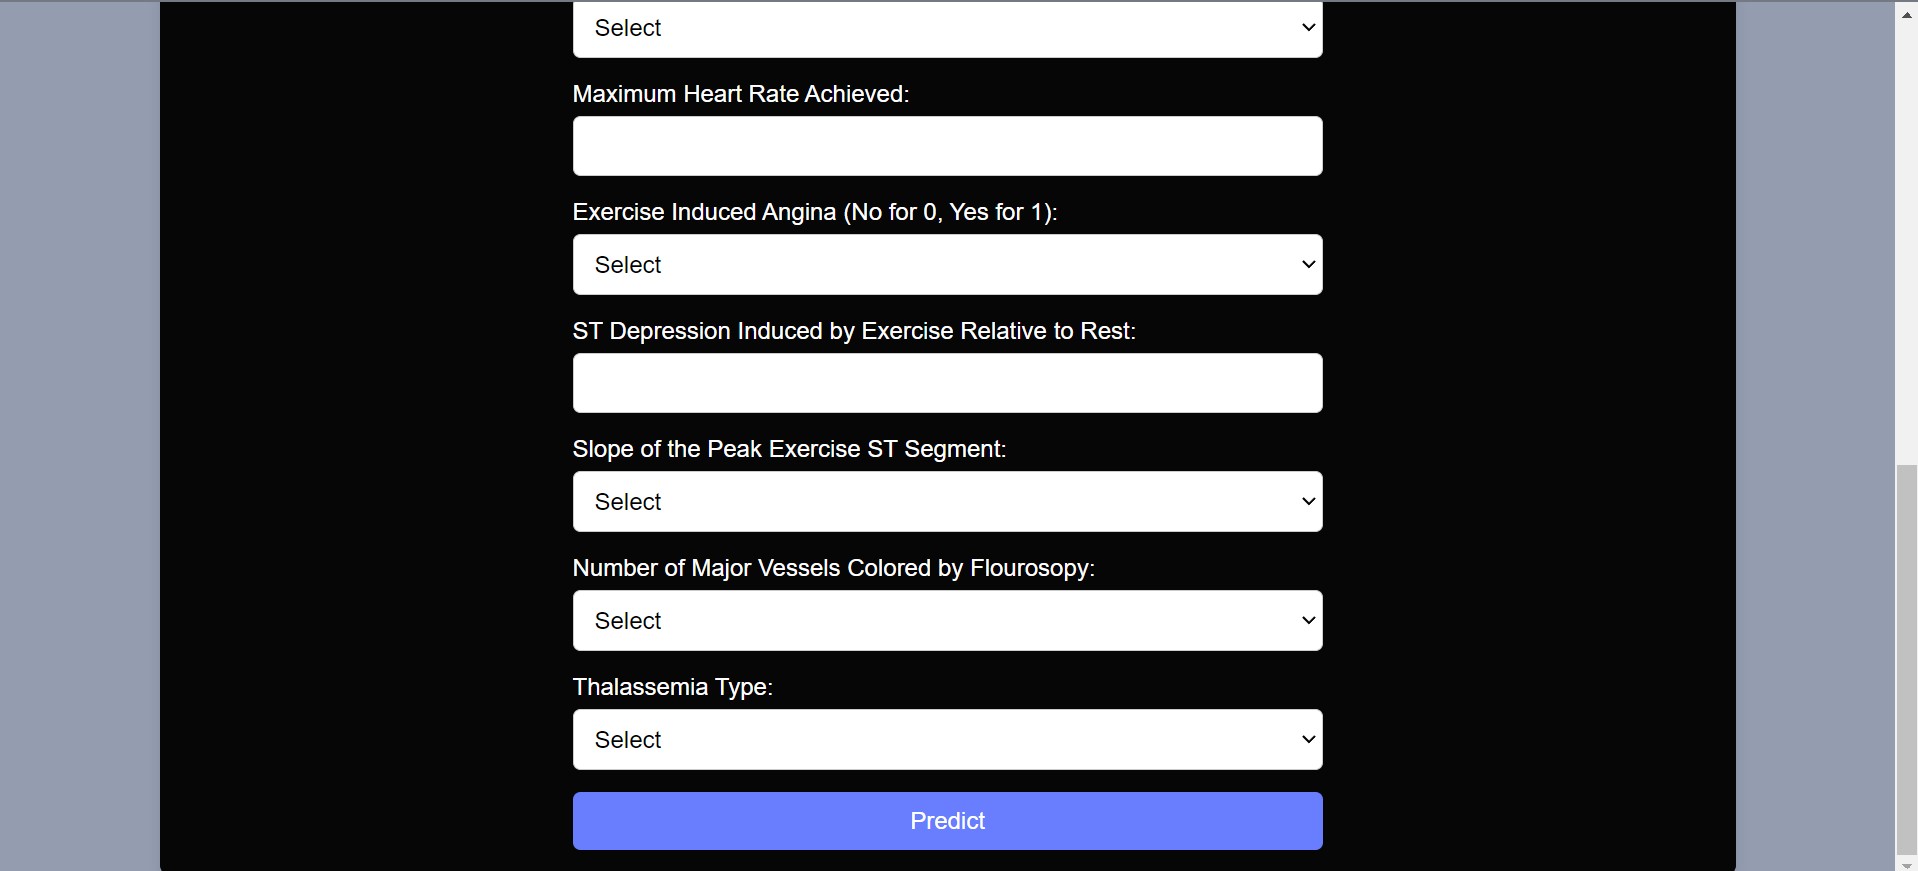 Select
Maximum Heart Rate Achieved:
Exercise Induced Angina (No for 0, Yes for 1):
Select
ST Depression Induced by Exercise Relative to Rest:
Slope of the Peak Exercise ST Segment:
Select
Number of Major Vessels Colored by Flourosopy:
Select
Thalassemia Type:
Select
Predict